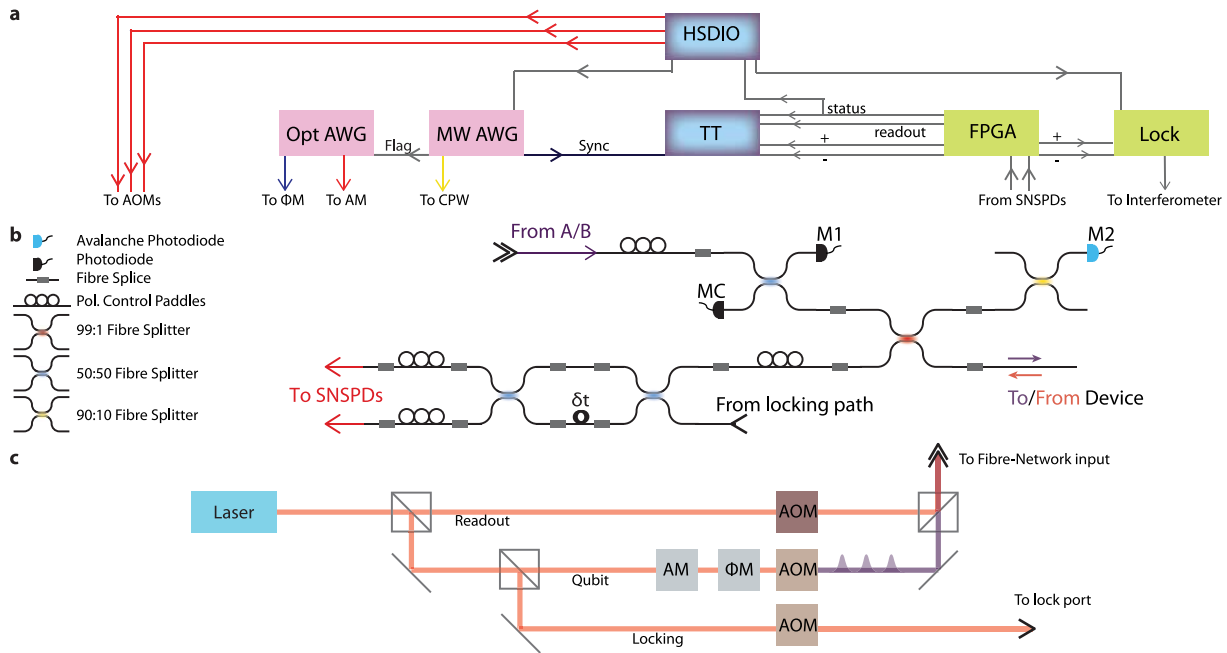 a
HSDIO
Opt AWG
Flag
MW AWG
Sync
TT
status
readout
+
-
FPGA
+
-
Lock
To AOMs
To ΦM
To AM
To CPW
From SNSPDs
To Interferometer
b
Avalanche Photodiode
Photodiode
Fibre Splice
Pol. Control Paddles
99:1 Fibre Splitter
50:50 Fibre Splitter
90:10 Fibre Splitter
From A/B
M1
M2
MC
To SNSPDs
δt
From locking path
To/From Device
c
To Fibre-Network input
Laser
Readout
AOM
Qubit
AM
ΦM
AOM
To lock port
Locking
AOM